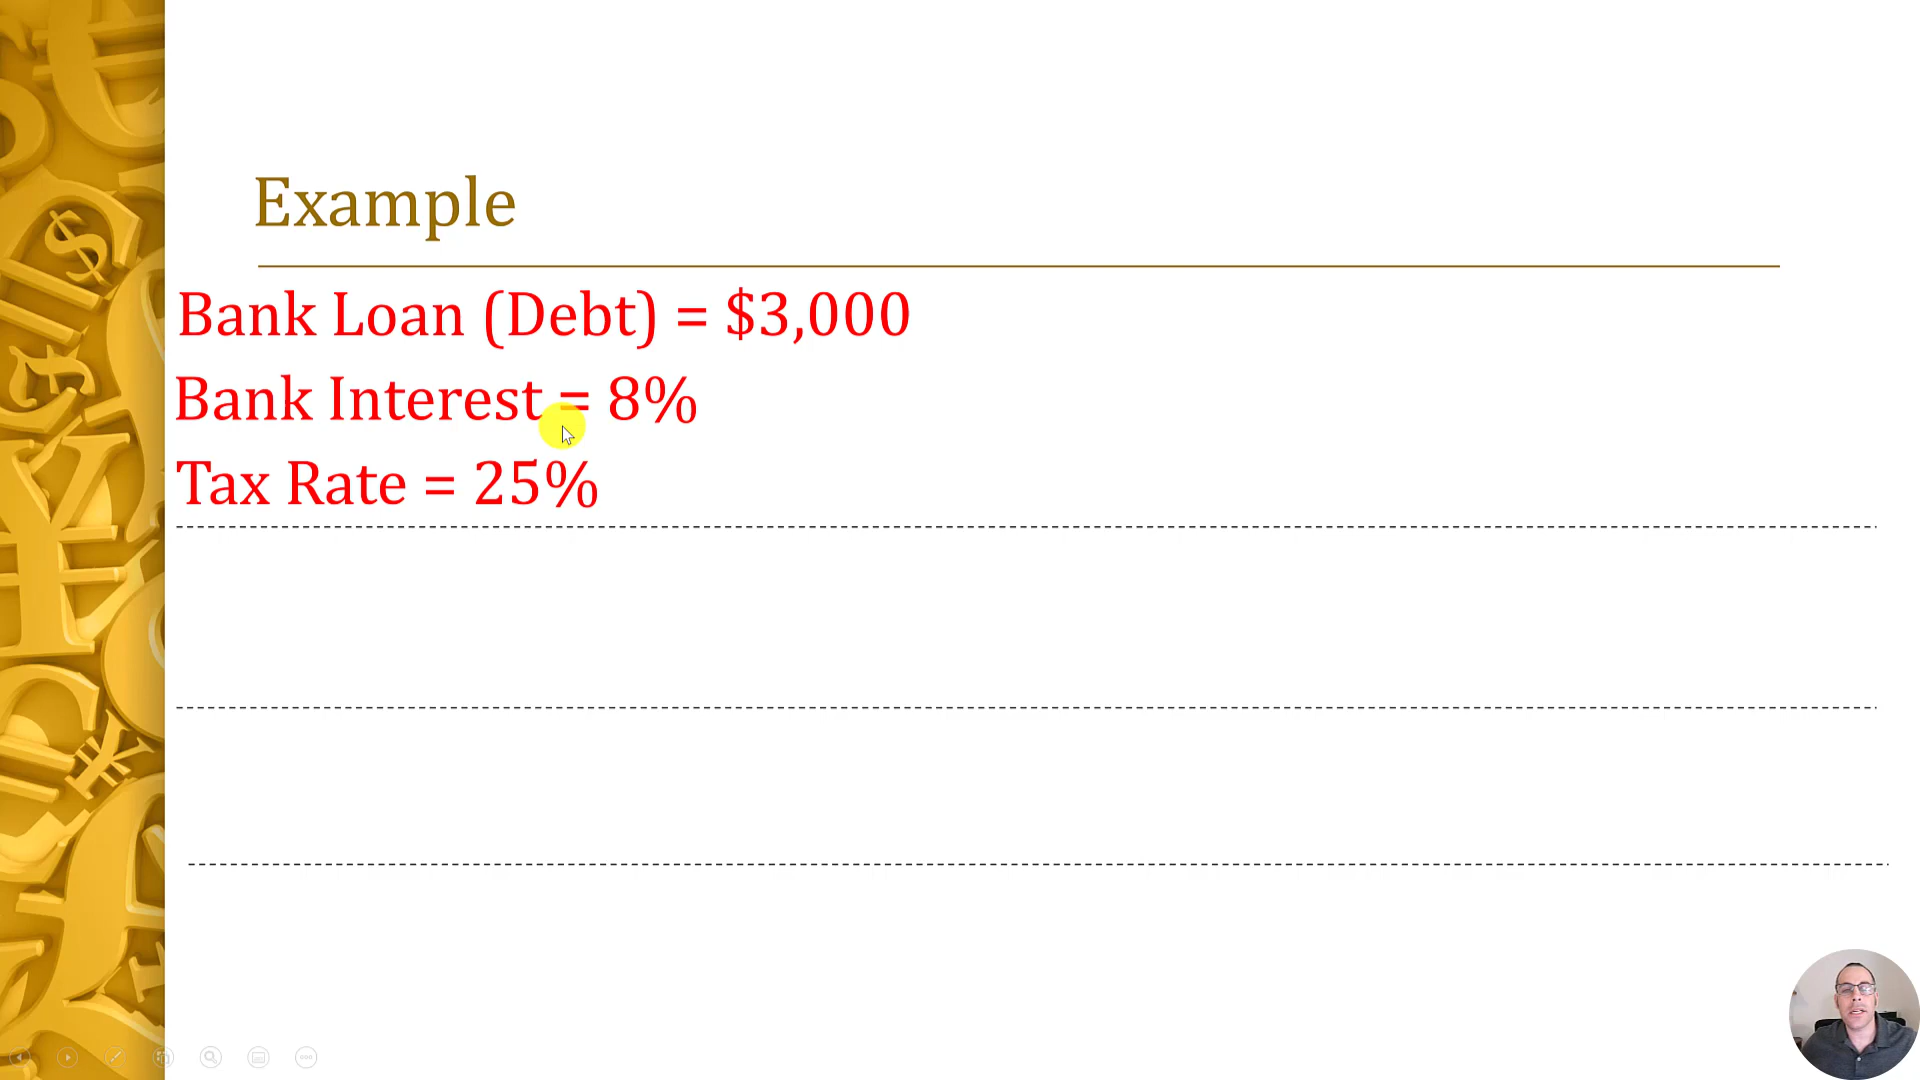 Example
Bank Loan (Debt) = $3,000
Bank Interest = 8%
Tax Rate = 25%